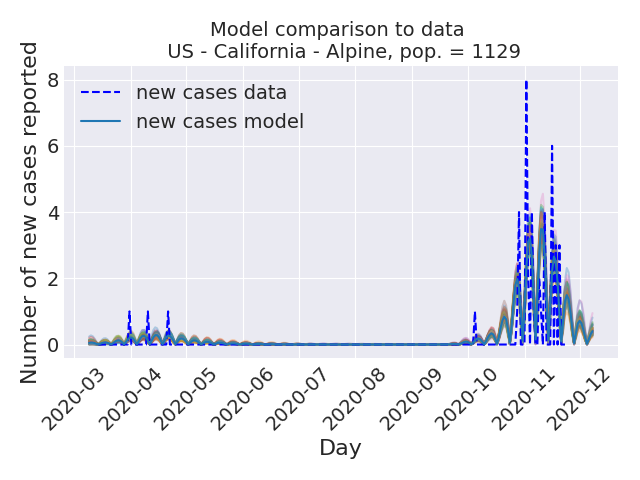 Model comparison to data
US - California - Alpine, pop. = 1129
Number of new cases reported
8
6
4
2
0
new cases data
new cases model
2020-03
2020-04
2020-05
2020-06
2020-07
2020-08
2020-09
2020-10
2020-11
2020-12
Day